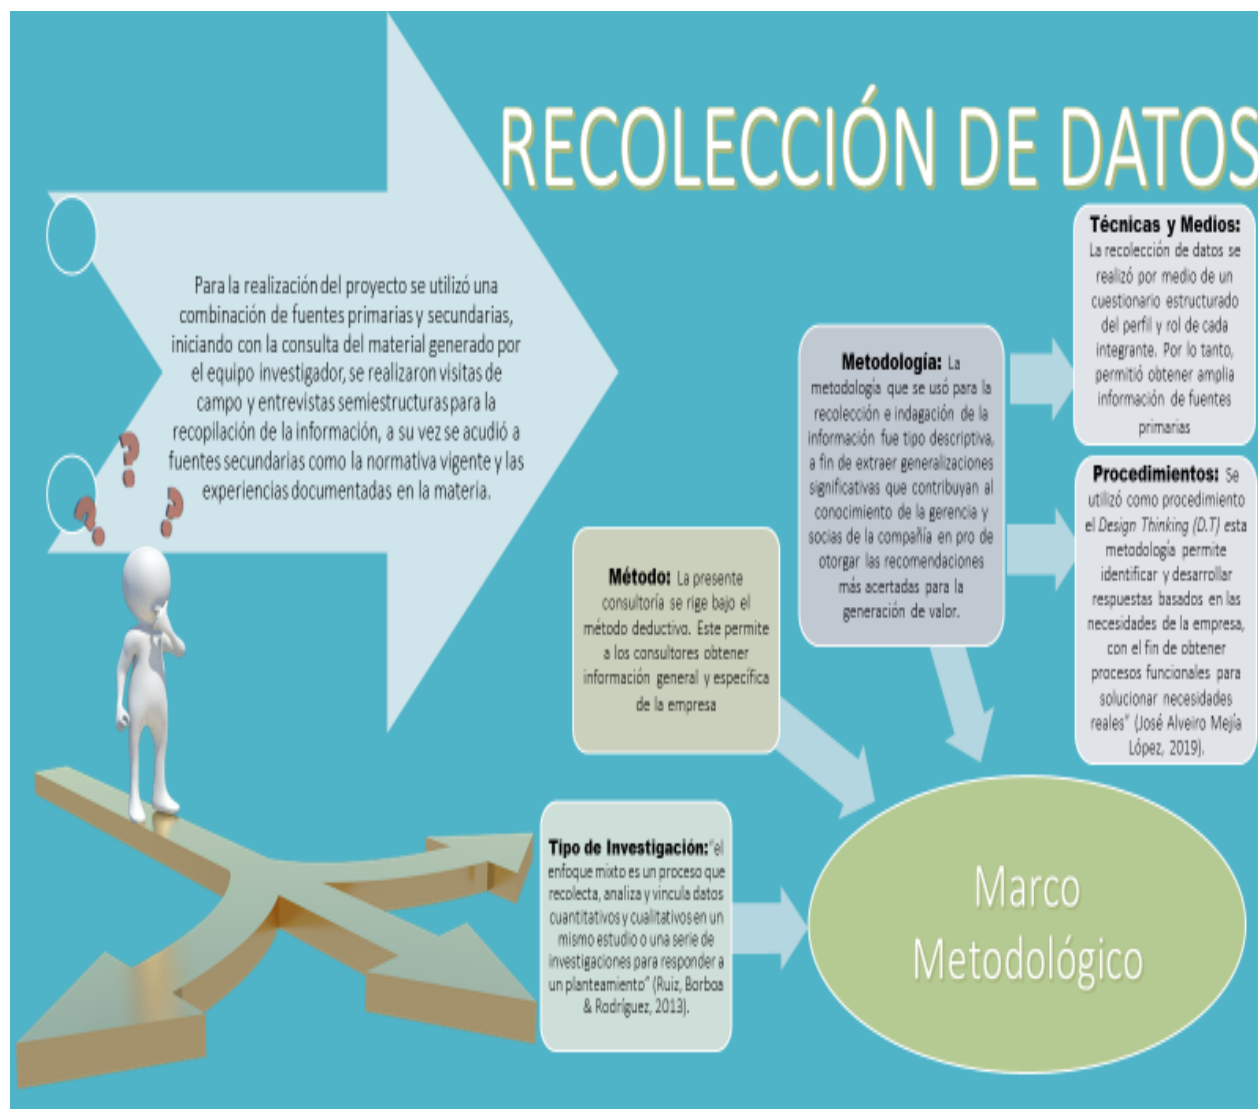 RECOLECCIÓN DE DATOS
Para la realización del proyecto se utilizó una
combinación de fuentes primarias y secundarias,
iniciando con la consulta del material generado por
el equipo investigador, se realizaron visitas de
campo y entrevistas semiestructuras para la
recopilación de la información, a su vez se acudió a
fuentes secundarias como la normativa vigente y las
experiencias documentadas en la materia.
Técnicas y Medios:
La recolección de datos se
realizó por medio de un
cuestionario estructurado
del perfil y rol de cada
integrante. Por lo tanto,
permitió obtener amplia
información de fuentes
primarias
Metodología: La
metodología que se usó para la
recolección e indagación de la
información fue tipo descriptiva,
a fin de extraer generalizaciones
significativas que contribuyan al
conocimiento de la gerencia y
socias de la compañía en pro de
otorgar las recomendaciones
más acertadas para la
generación de valor.
Procedimientos: Se
utilizó como procedimiento
el Design Thinking (D.T) esta
metodología permite
identificar y desarrollar
respuestas basados en las
necesidades de la empresa,
con el fin de obtener
procesos funcionales para
solucionar necesidades
reales" (José Alveiro Mejía
López, 2019).
Método: La presente
consultoría se rige bajo el
método deductivo. Este permite
a los consultores obtener
información general y específica
de la empresa
Tipo de Investigación: "el
enfoque mixto es un proceso que
recolecta, analiza y vincula datos
cuantitativos y cualitativos en un
mismo estudio o una serie de
investigaciones para responder a
un planteamiento" (Ruiz, Borboa
& Rodríguez, 2013).
Marco
Metodológico